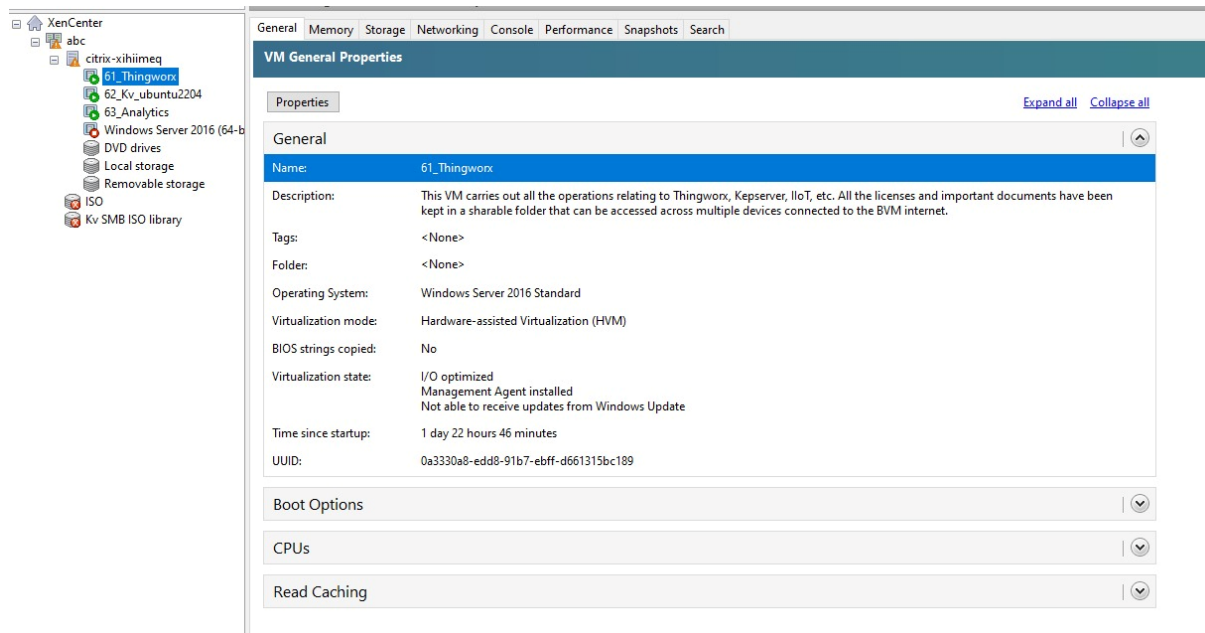 XenCenter
abc
citrix-xihiimeq
61_Thingworx
62_Kv_ubuntu2204
63_Analytics
Windows Server 2016 (64-b
DVD drives
Local storage
Removable storage
ISO
Kv SMB ISO library
General Memory Storage Networking Console Performance Snapshots Search
VM General Properties
Properties
Expand all Collapse all
General
Name: 61_Thingworx
Description: This VM carries out all the operations relating to Thingworx, Kepserver, IIoT, etc. All the licenses and important documents have been
kept in a sharable folder that can be accessed across multiple devices connected to the BVM internet.
Tags: <None>
Folder: <None>
Operating System: Windows Server 2016 Standard
Virtualization mode: Hardware-assisted Virtualization (HVM)
BIOS strings copied: No
Virtualization state: I/O optimized
Management Agent installed
Not able to receive updates from Windows Update
Time since startup: 1 day 22 hours 46 minutes
UUID: 0a3330a8-edd8-91b7-ebff-d661315bc189
Boot Options
CPUs
Read Caching